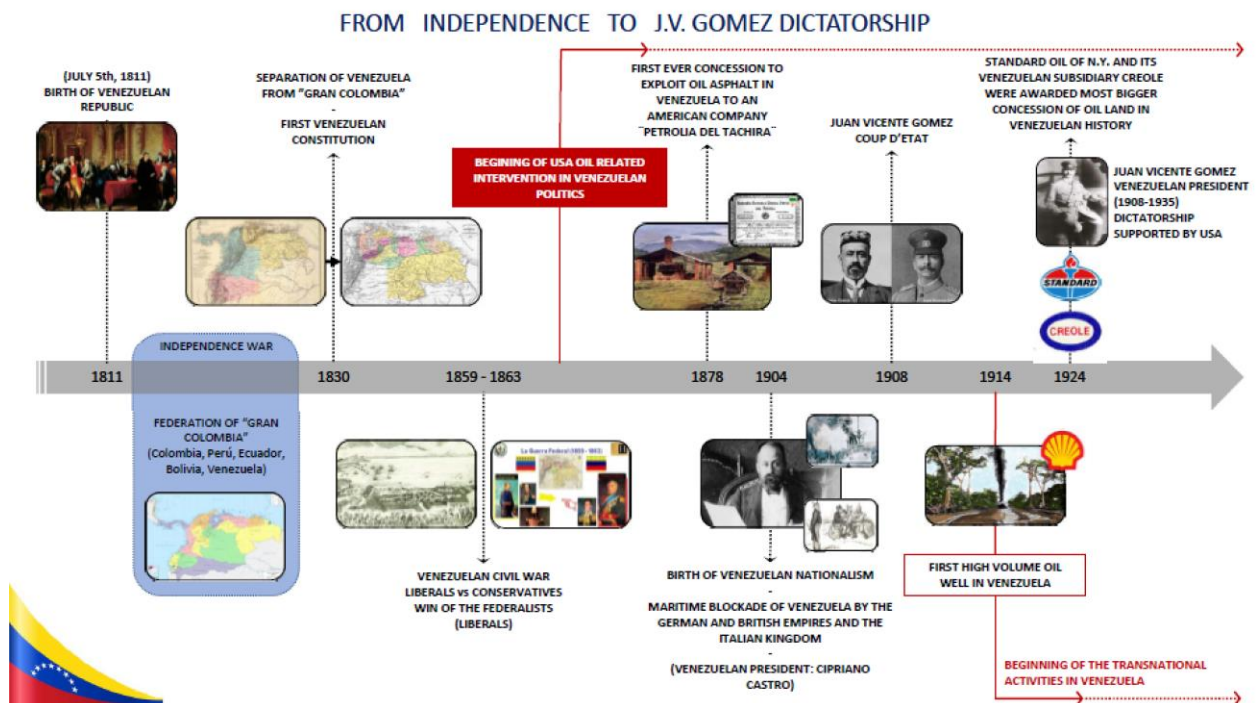 FROM INDEPENDENCE TO J.V. GOMEZ DICTATORSHIP
(JULY 5th, 1811)
BIRTH OF VENEZUELAN
REPUBLIC
SEPARATION OF VENEZUELA
FROM "GRAN COLOMBIA"
-
FIRST VENEZUELAN
CONSTITUTION
BEGINING OF USA OIL RELATED
INTERVENTION IN VENEZUELAN
POLITICS
FIRST EVER CONCESSION TO
EXPLOIT OIL ASPHALT IN
VENEZUELA TO AN
AMERICAN COMPANY
¨PETROLIA DEL TACHIRA¨
JUAN VICENTE GOMEZ
COUP D'ETAT
STANDARD OIL OF N.Y. AND ITS
VENEZUELAN SUBSIDIARY CREOLE
WERE AWARDED MOST BIGGER
CONCESSION OF OIL LAND IN
VENEZUELAN HISTORY
JUAN VICENTE GOMEZ
VENEZUELAN PRESIDENT
(1908-1935)
DICTATORSHIP
SUPPORTED BY USA
STANDARD
CREOLE
INDEPENDENCE WAR
1811
1830
1859 - 1863
1878
1904
1908
1914
1924
FEDERATION OF "GRAN
COLOMBIA"
(Colombia, Perú, Ecuador,
Bolivia, Venezuela)
La Guerra Federal (1859 - 1863)
VENEZUELAN CIVIL WAR
LIBERALS vs CONSERVATIVES
WIN OF THE FEDERALISTS
(LIBERALS)
BIRTH OF VENEZUELAN NATIONALISM
-
MARITIME BLOCKADE OF VENEZUELA BY THE
GERMAN AND BRITISH EMPIRES AND THE
ITALIAN KINGDOM
-
(VENEZUELAN PRESIDENT: CIPRIANO
CASTRO)
FIRST HIGH VOLUME OIL
WELL IN VENEZUELA
BEGINNING OF THE TRANSNATIONAL
ACTIVITIES IN VENEZUELA